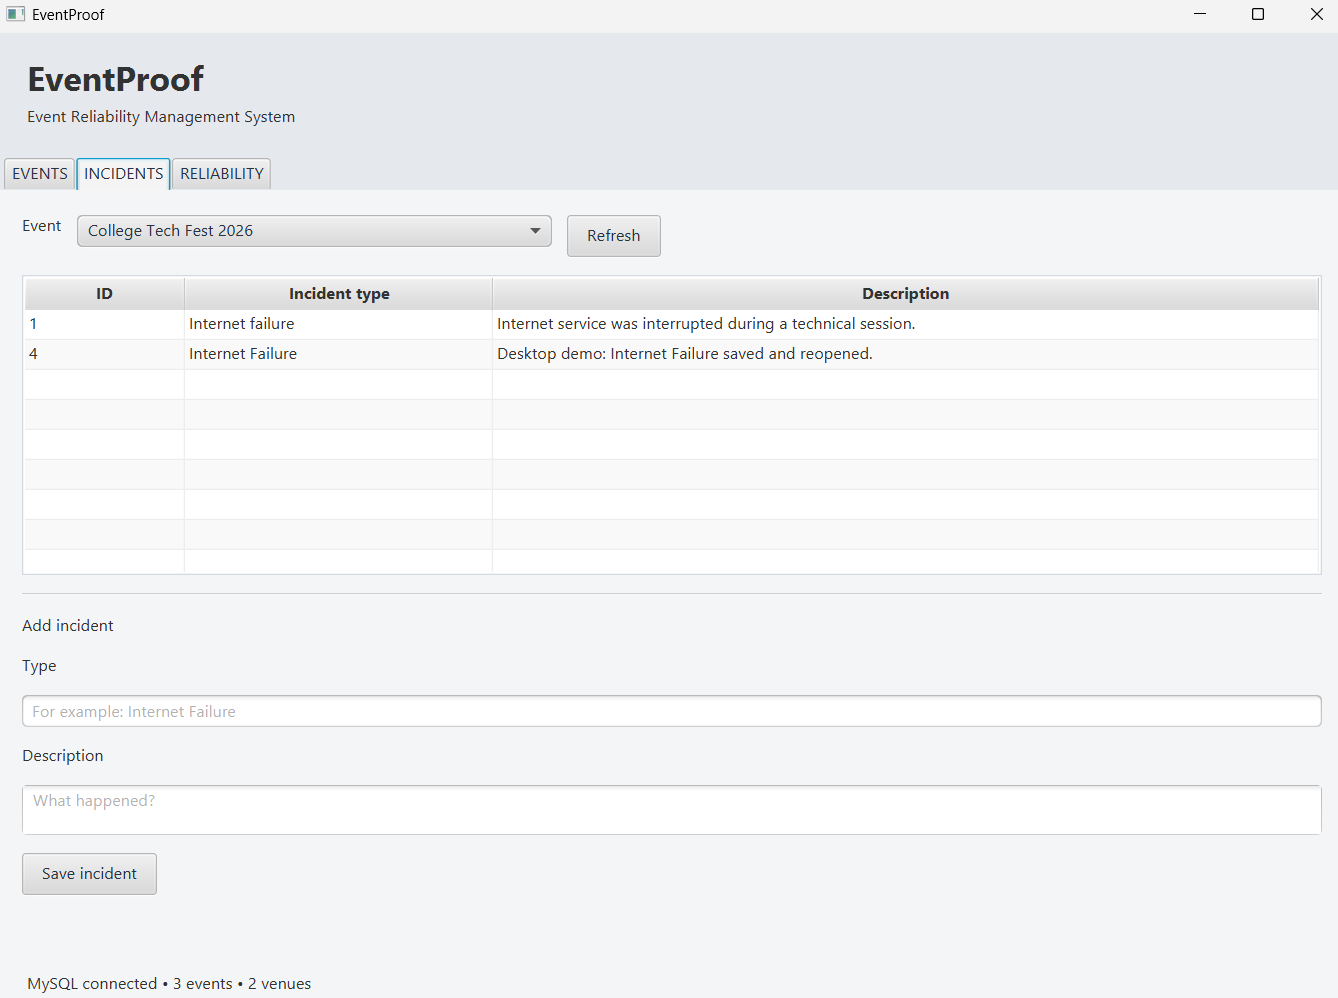 EventProof
EventProof
Event Reliability Management System
EVENTS INCIDENTS RELIABILITY
Event College Tech Fest 2026 Refresh
ID Incident type Description
1 Internet failure Internet service was interrupted during a technical session.
4 Internet Failure Desktop demo: Internet Failure saved and reopened.
Add incident
Type
For example: Internet Failure
Description
What happened?
Save incident
MySQL connected • 3 events • 2 venues